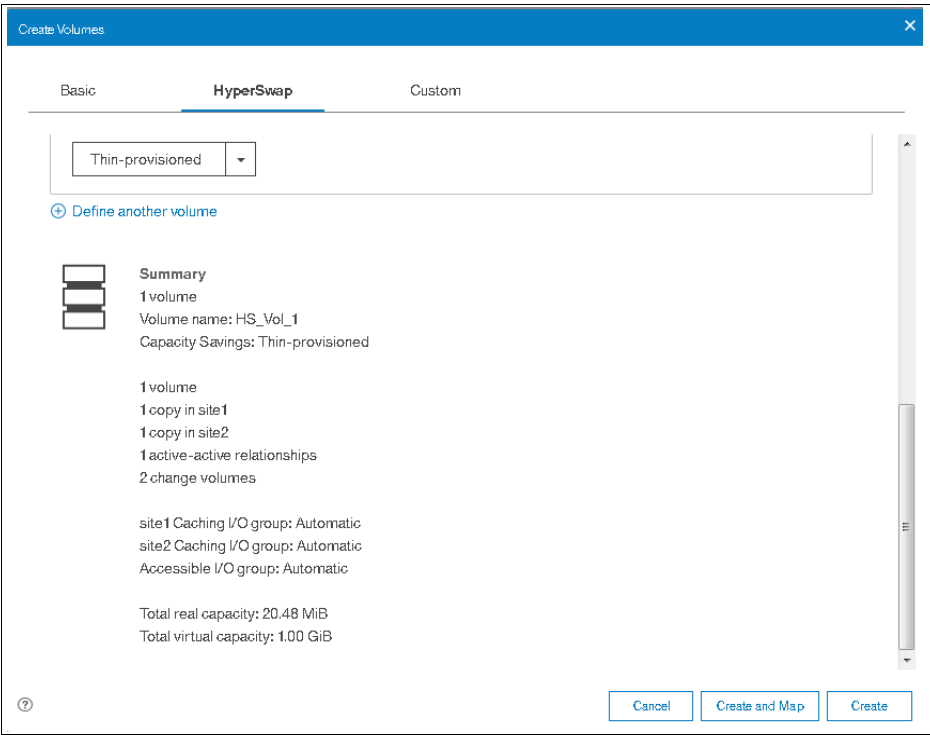 Create Volumes
Basic
HyperSwap
Custom
Thin-provisioned
Define another volume
Summary
1 volume
Volume name: HS_Vol_1
Capacity Savings: Thin-provisioned
1 volume
1 copy in site1
1 copy in site2
1 active-active relationships
2 change volumes
site1 Caching I/O group: Automatic
site2 Caching I/O group: Automatic
Accessible I/O group: Automatic
Total real capacity: 20.48 MiB
Total virtual capacity: 1.00 GiB
Cancel
Create and Map
Create